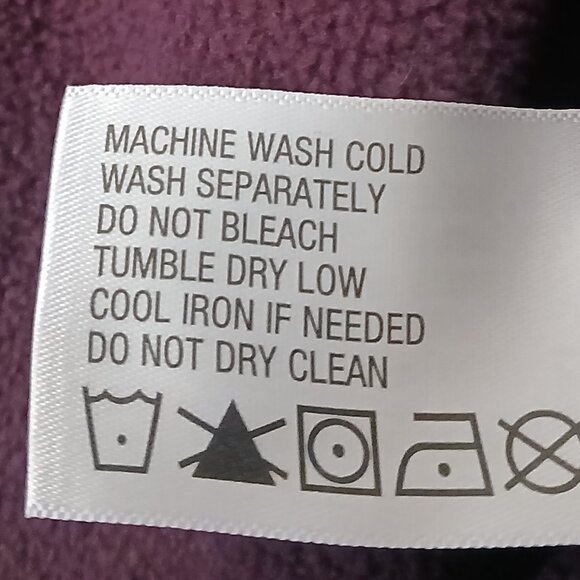 MACHINE WASH COLD
WASH SEPARATELY
DO NOT BLEACH
TUMBLE DRY LOW
COOL IRON IF NEEDED
DO NOT DRY CLEAN